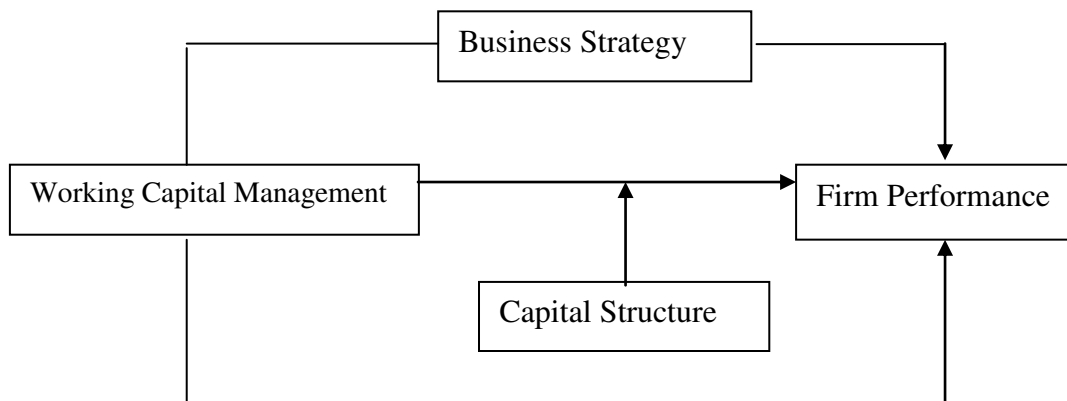 Business Strategy
Working Capital Management
Firm Performance
Capital Structure